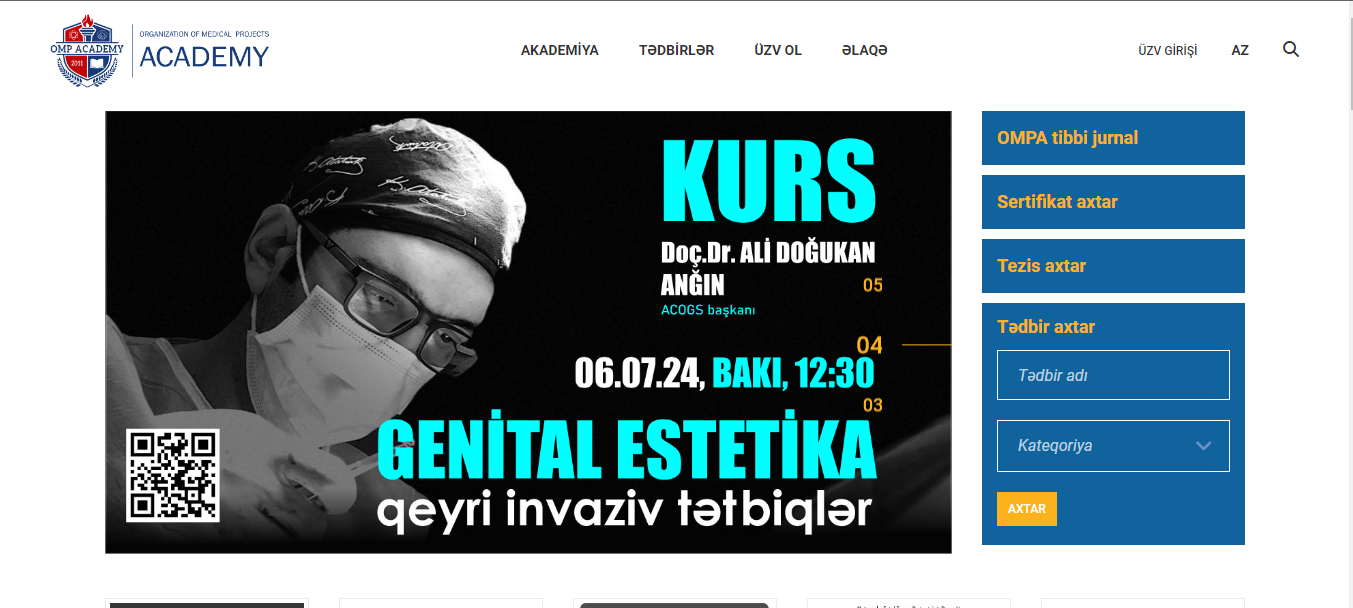 OMP ACADEMY
2011
ORGANIZATION OF MEDICAL PROJECTS
ACADEMY
AKADEMİYA
TƏDBİRLƏR
ÜZV OL
ƏLAQƏ
ÜZV GİRİŞİ
AZ
KURS
Doç.Dr. ALİ DOĞUKAN
ANĞIN
05
ACOGS başkanı
04
06.07.24, BAKI, 12:30
03
GENİTAL ESTETİKA
qeyri invaziv tətbiqlər
OMPA tibbi jurnal
Sertifikat axtar
Tezis axtar
Tədbir axtar
Tədbir adı
Kateqoriya
AXTAR